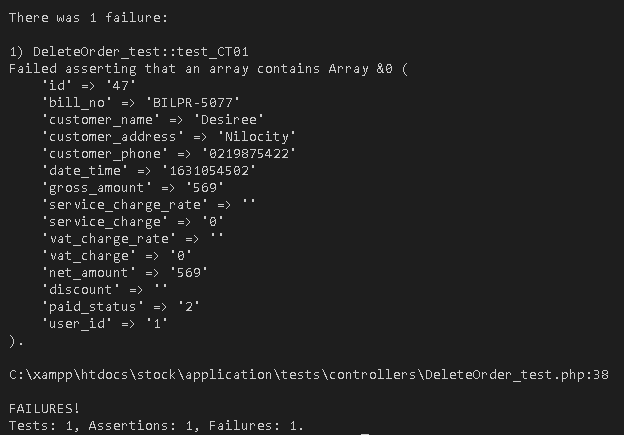 There was 1 failure:
1) DeleteOrder_test::test_CT01
Failed asserting that an array contains Array &0 (
'id' => '47'
'bill_no' => 'BILPR-5077'
'customer_name' => 'Desiree'
'customer_address' => 'Nilocity'
'customer_phone' => '0219875422'
'date_time' => '1631054502'
'gross_amount' => '569'
'service_charge_rate' => ''
'service_charge' => '0'
'vat_charge_rate' => ''
'vat_charge' => '0'
'net_amount' => '569'
'discount' => ''
'paid_status' => '2'
'user_id' => '1'
).
C:\xampp\htdocs\stock\application\tests\controllers\DeleteOrder_test.php:38
FAILURES!
Tests: 1, Assertions: 1, Failures: 1.